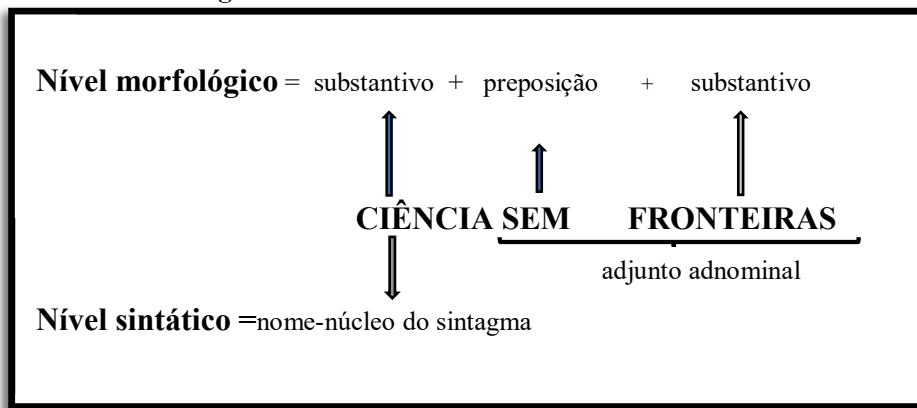 Nível morfológico = substantivo + preposição + substantivo
CIÊNCIA SEM FRONTEIRAS
adjunto adnominal
Nível sintático =nome-núcleo do sintagma